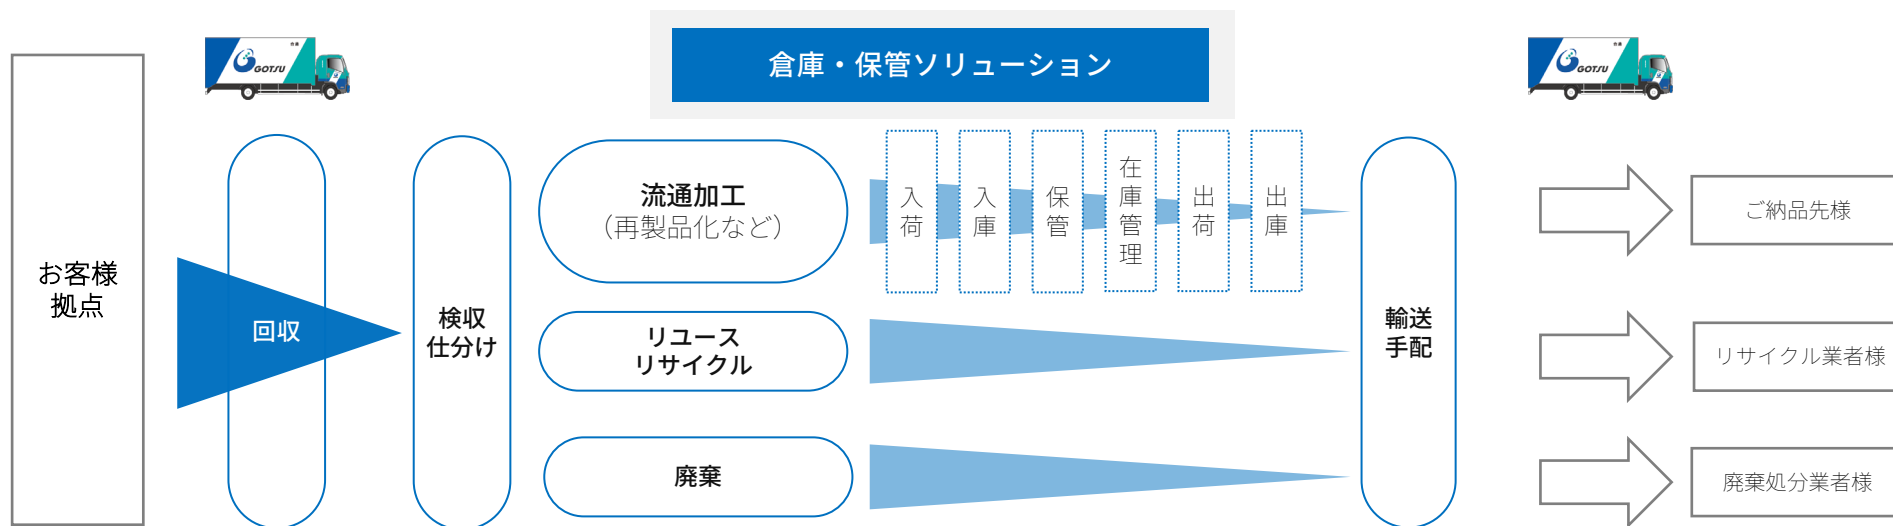 倉庫・保管ソリューション
GOTSU
合通
GOTSU
合通
お客様
拠点
回収
検収
仕分け
流通加工
（再製品化など）
入荷
入庫
保管
在庫管理
出荷
出庫
リユース
リサイクル
廃棄
輸送
手配
ご納品先様
リサイクル業者様
廃棄処分業者様